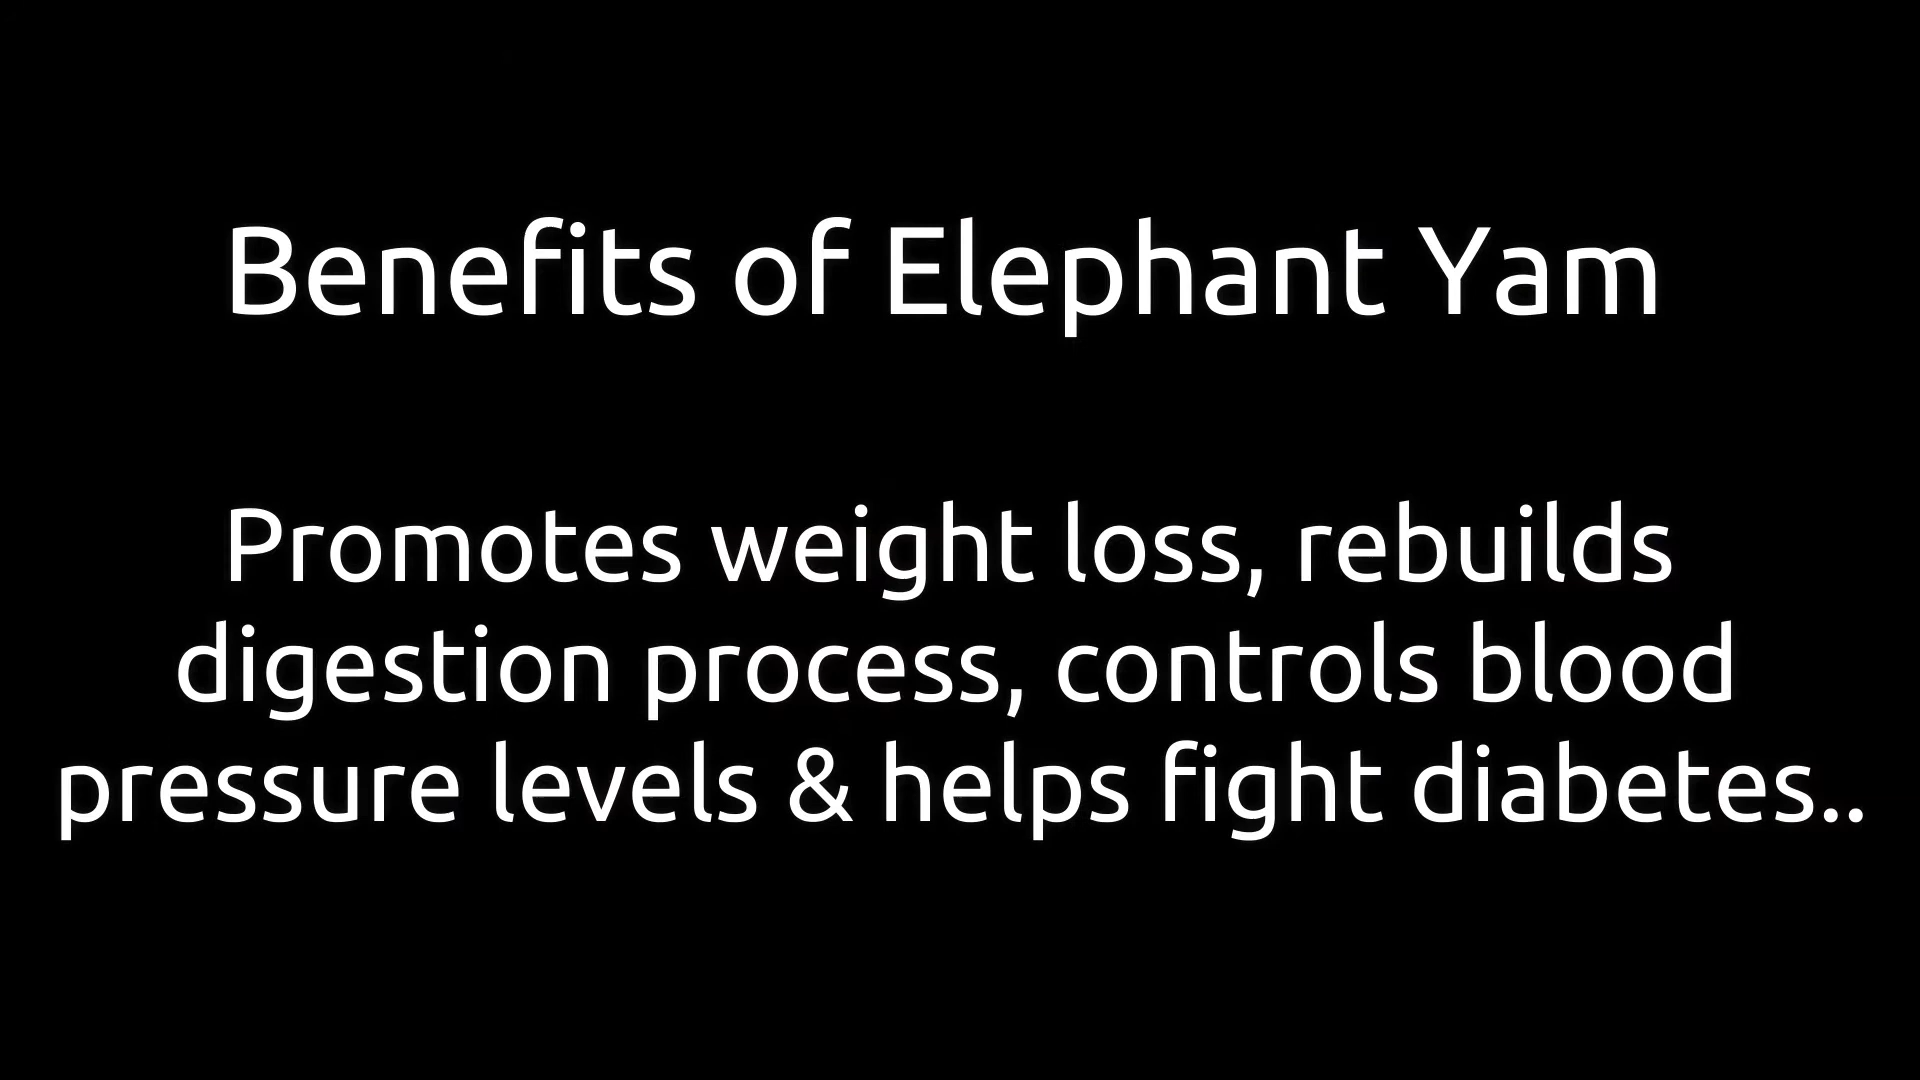 Benefits of Elephant Yam
Promotes weight loss, rebuilds
digestion process, controls blood
pressure levels & helps fight diabetes..